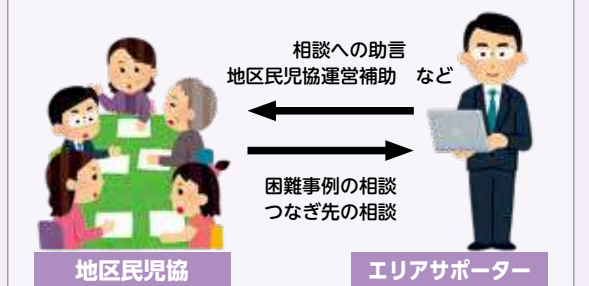 相談への助言
地区民児協運営補助　など
困難事例の相談
つなぎ先の相談
地区民児協
エリアサポーター